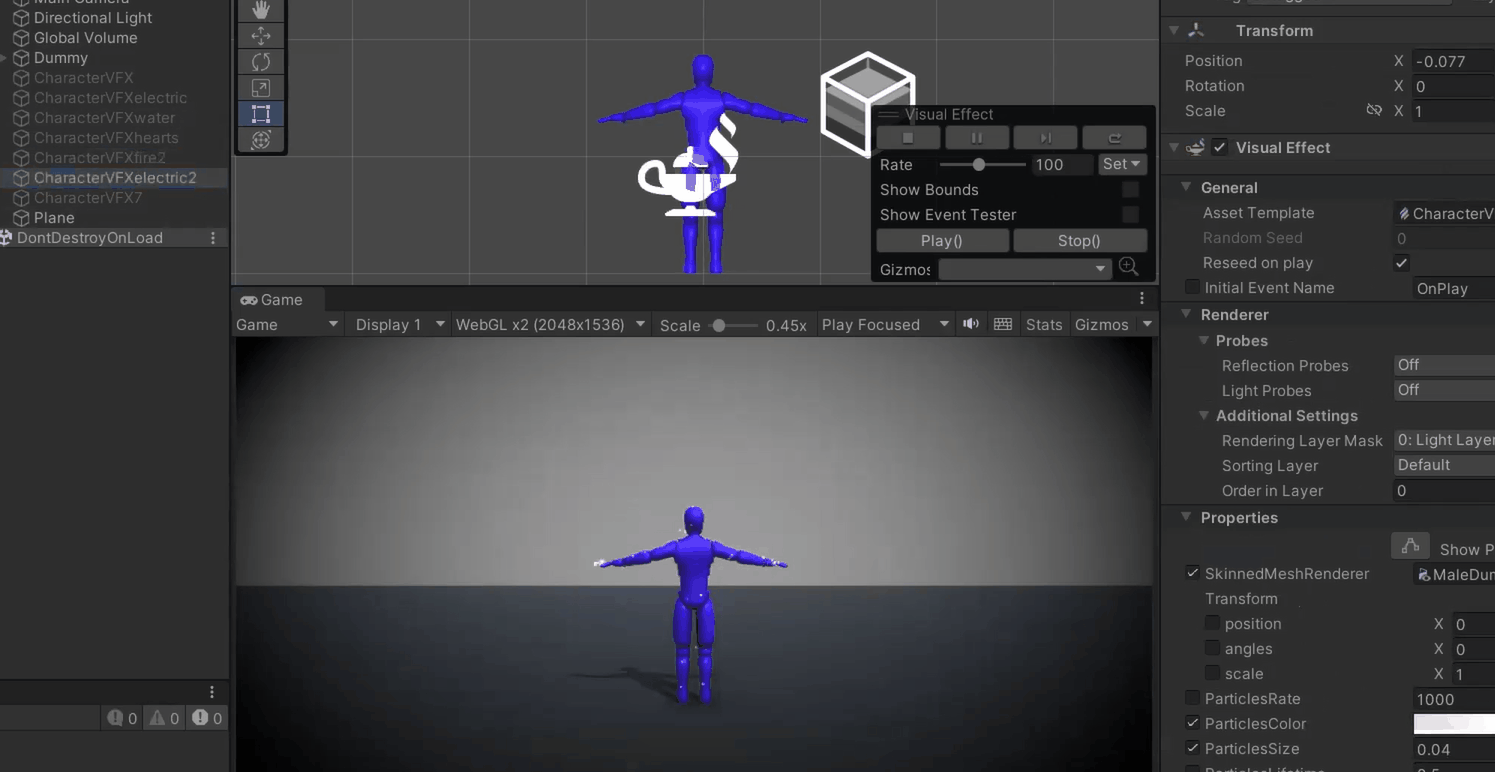 Main Camera
Directional Light
Global Volume
Dummy
CharacterVFX
CharacterVFXelectric
CharacterVFXwater
CharacterVFXhearts
CharacterVFXfire2
CharacterVFXelectric2
CharacterVFX7
Plane
DontDestroyOnLoad
0 0 0
Visual Effect
Rate 100 Set
Show Bounds
Show Event Tester
Play() Stop()
Gizmos
Game
Game Display 1 WebGL x2 (2048x1536) Scale 0.45x Play Focused Stats Gizmos
Transform
Position X -0.077
Rotation X 0
Scale X 1
Visual Effect
General
Asset Template CharacterV
Random Seed 0
Reseed on play
Initial Event Name OnPlay
Renderer
Probes
Reflection Probes Off
Light Probes Off
Additional Settings
Rendering Layer Mask 0: Light Layer
Sorting Layer Default
Order in Layer 0
Properties
Show P
SkinnedMeshRenderer MaleDum
Transform
position X 0
angles X 0
scale X 1
ParticlesRate 1000
ParticlesColor
ParticlesSize 0.04